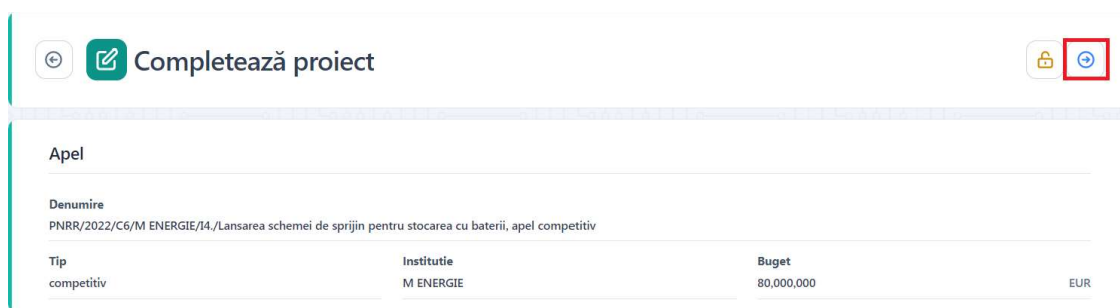 Completează proiect
Apel
Denumire
PNRR/2022/C6/M ENERGIE/I4./Lansarea schemei de sprijin pentru stocarea cu baterii, apel competitiv
Tip Institutie Buget
competitiv M ENERGIE 80,000,000 EUR